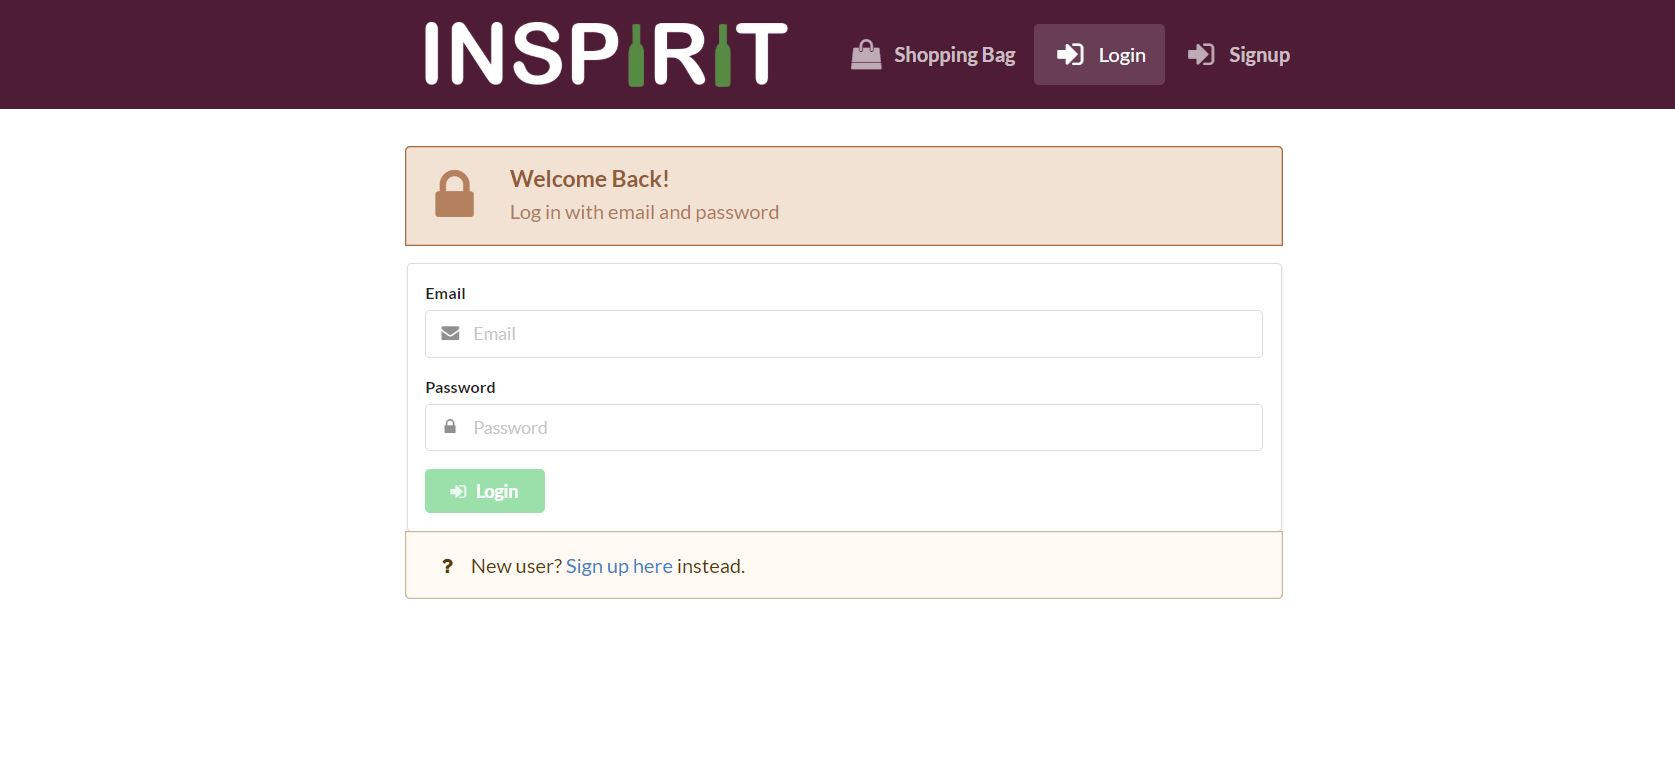 INSPIRIT
Shopping Bag
Login
Signup
Welcome Back!
Log in with email and password
Email
Email
Password
Password
Login
? New user? Sign up here instead.